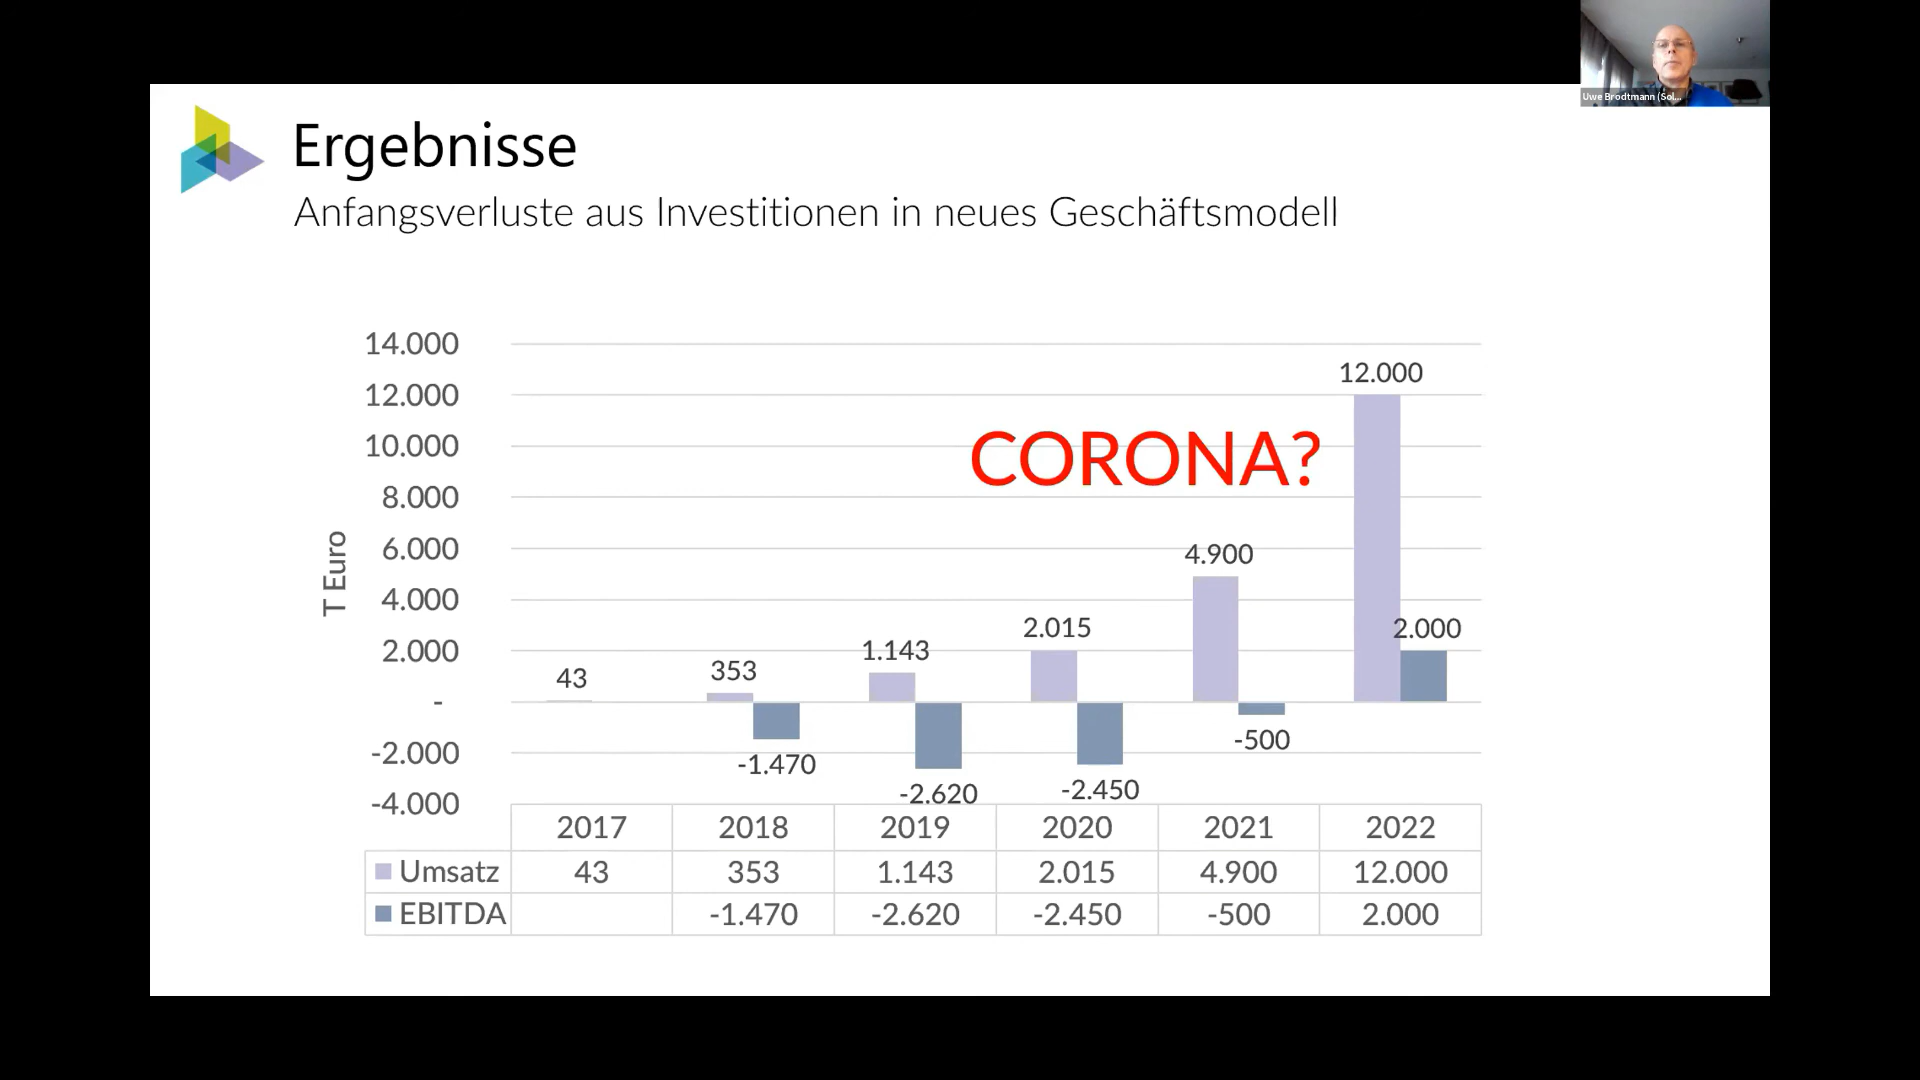 Uwe Brodtmann (Sol...
Ergebnisse
Anfangsverluste aus Investitionen in neues Geschäftsmodell
T Euro
14.000
12.000
10.000
8.000
6.000
4.000
2.000
-
-2.000
-4.000
CORONA?
43
353
1.143
2.015
4.900
12.000
-1.470
-2.620
-2.450
-500
2.000
2017 2018 2019 2020 2021 2022
Umsatz 43 353 1.143 2.015 4.900 12.000
EBITDA -1.470 -2.620 -2.450 -500 2.000